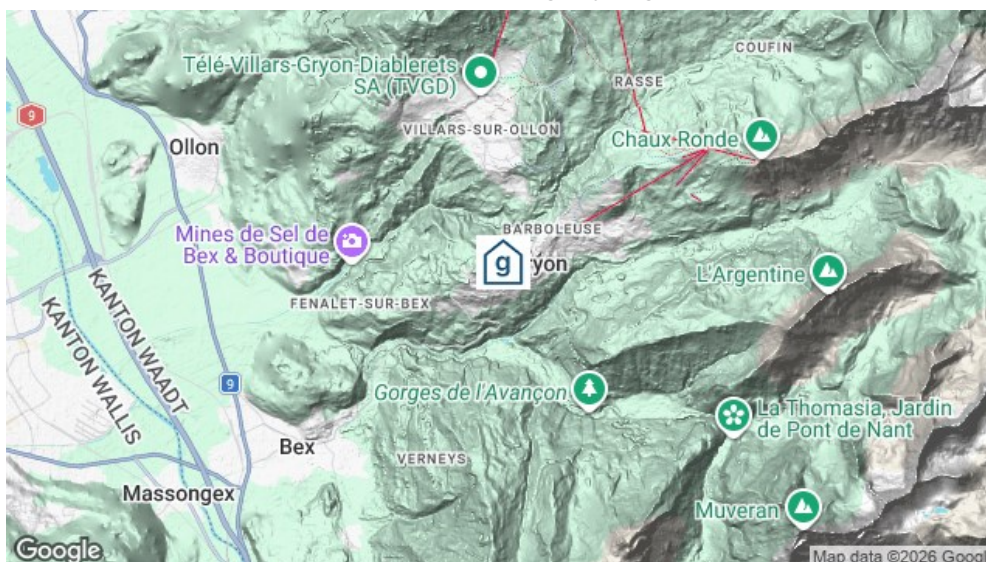 COUFIN
Télé-Villars-Gryon-Diablerets
SA (TVGD)
RASSE
9
VILLARS-SUR-OLLON
Chaux Ronde
Ollon
Mines de Sel de
Bex & Boutique
BARBOLEUSE
g
yon
L'Argentine
FENALET-SUR-BEX
KANTON WAADT
KANTON WALLIS
9
Gorges de l'Avançon
La Thomasia, Jardin
de Pont de Nant
Bex
VERNEYS
Massongex
Muveran
Google
Map data ©2026 Googl